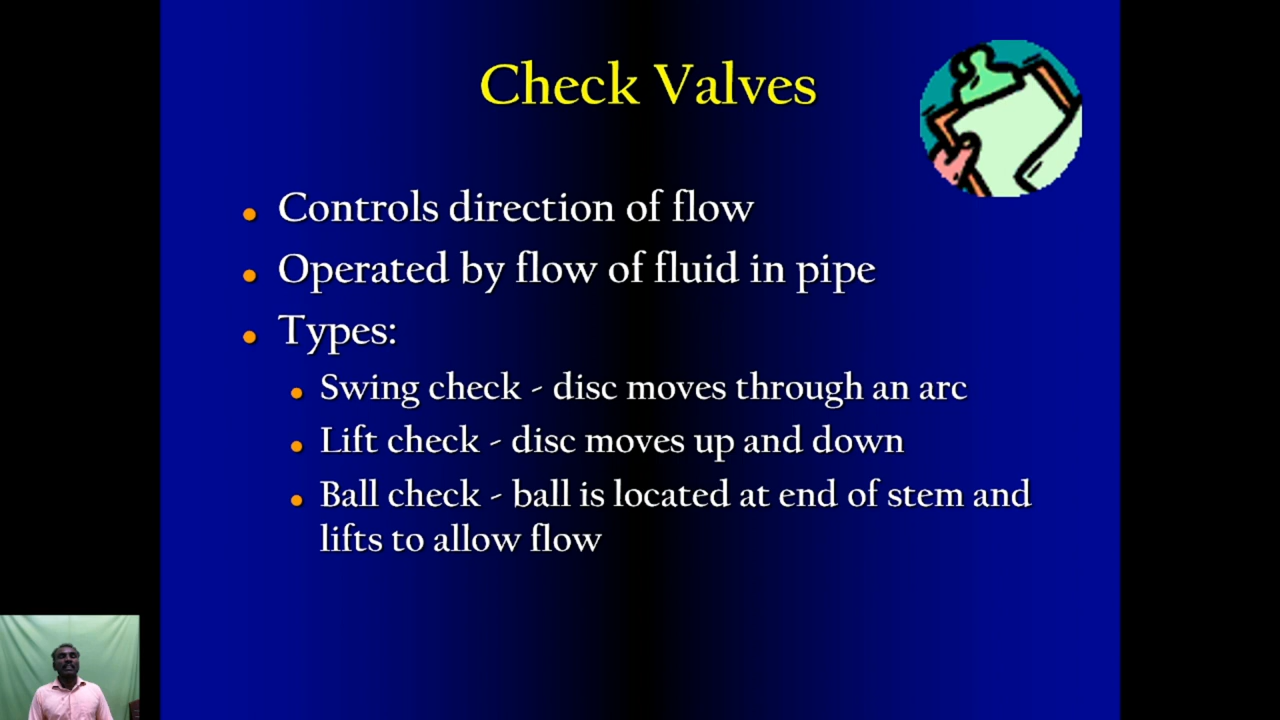 Check Valves
Controls direction of flow
Operated by flow of fluid in pipe
Types:
Swing check - disc moves through an arc
Lift check - disc moves up and down
Ball check - ball is located at end of stem and
lifts to allow flow